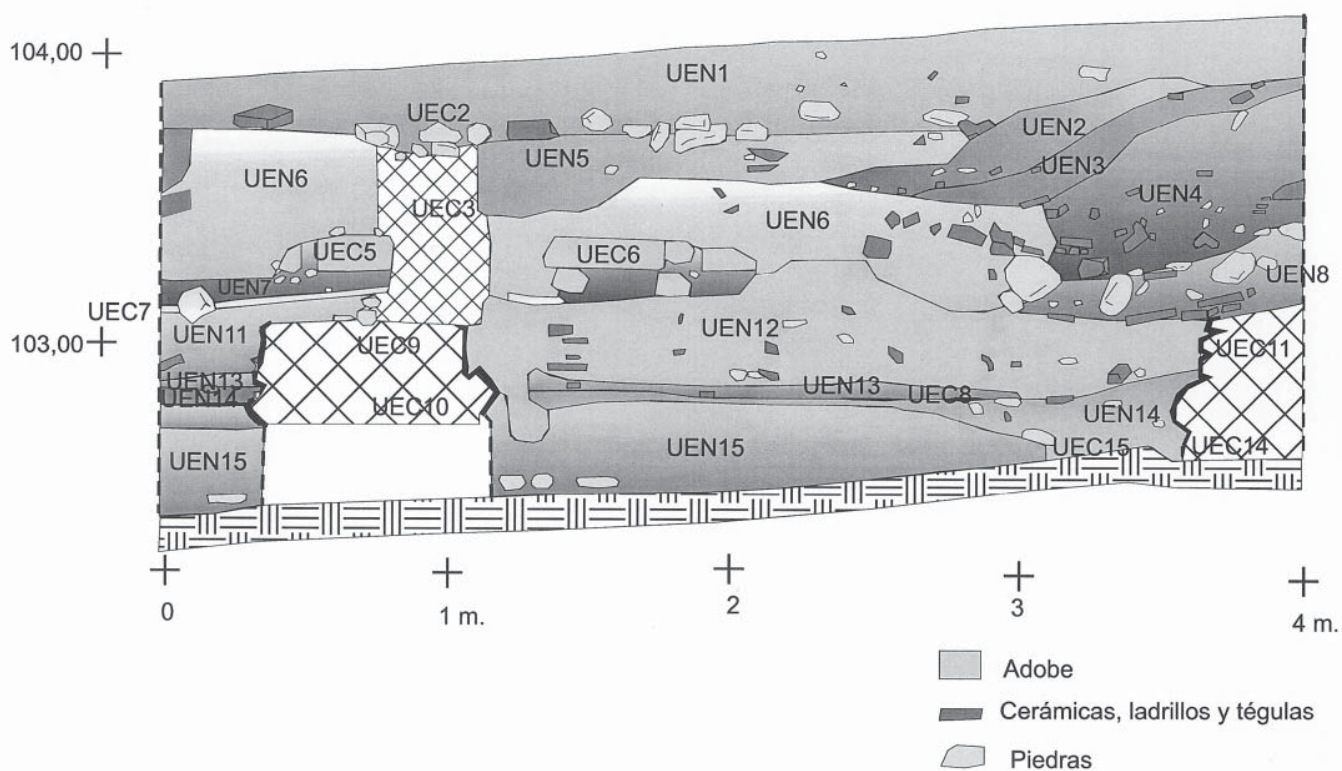 104,00
UEN1
UEC2
UEN2
UEN5
UEN3
UEN6
UEN4
UEC3
UEN6
UEC5
UEC6
UEN7
UEN8
UEC7
UEN11
UEN12
103,00
UEC9
UEC11
UEN13
UEN13
UEN14
UEC8
UEC10
UEN14
UEN15
UEN15
UEC15
UEC14
0
1 m.
2
3
4 m.
Adobe
Cerámicas, ladrillos y tégulas
Piedras